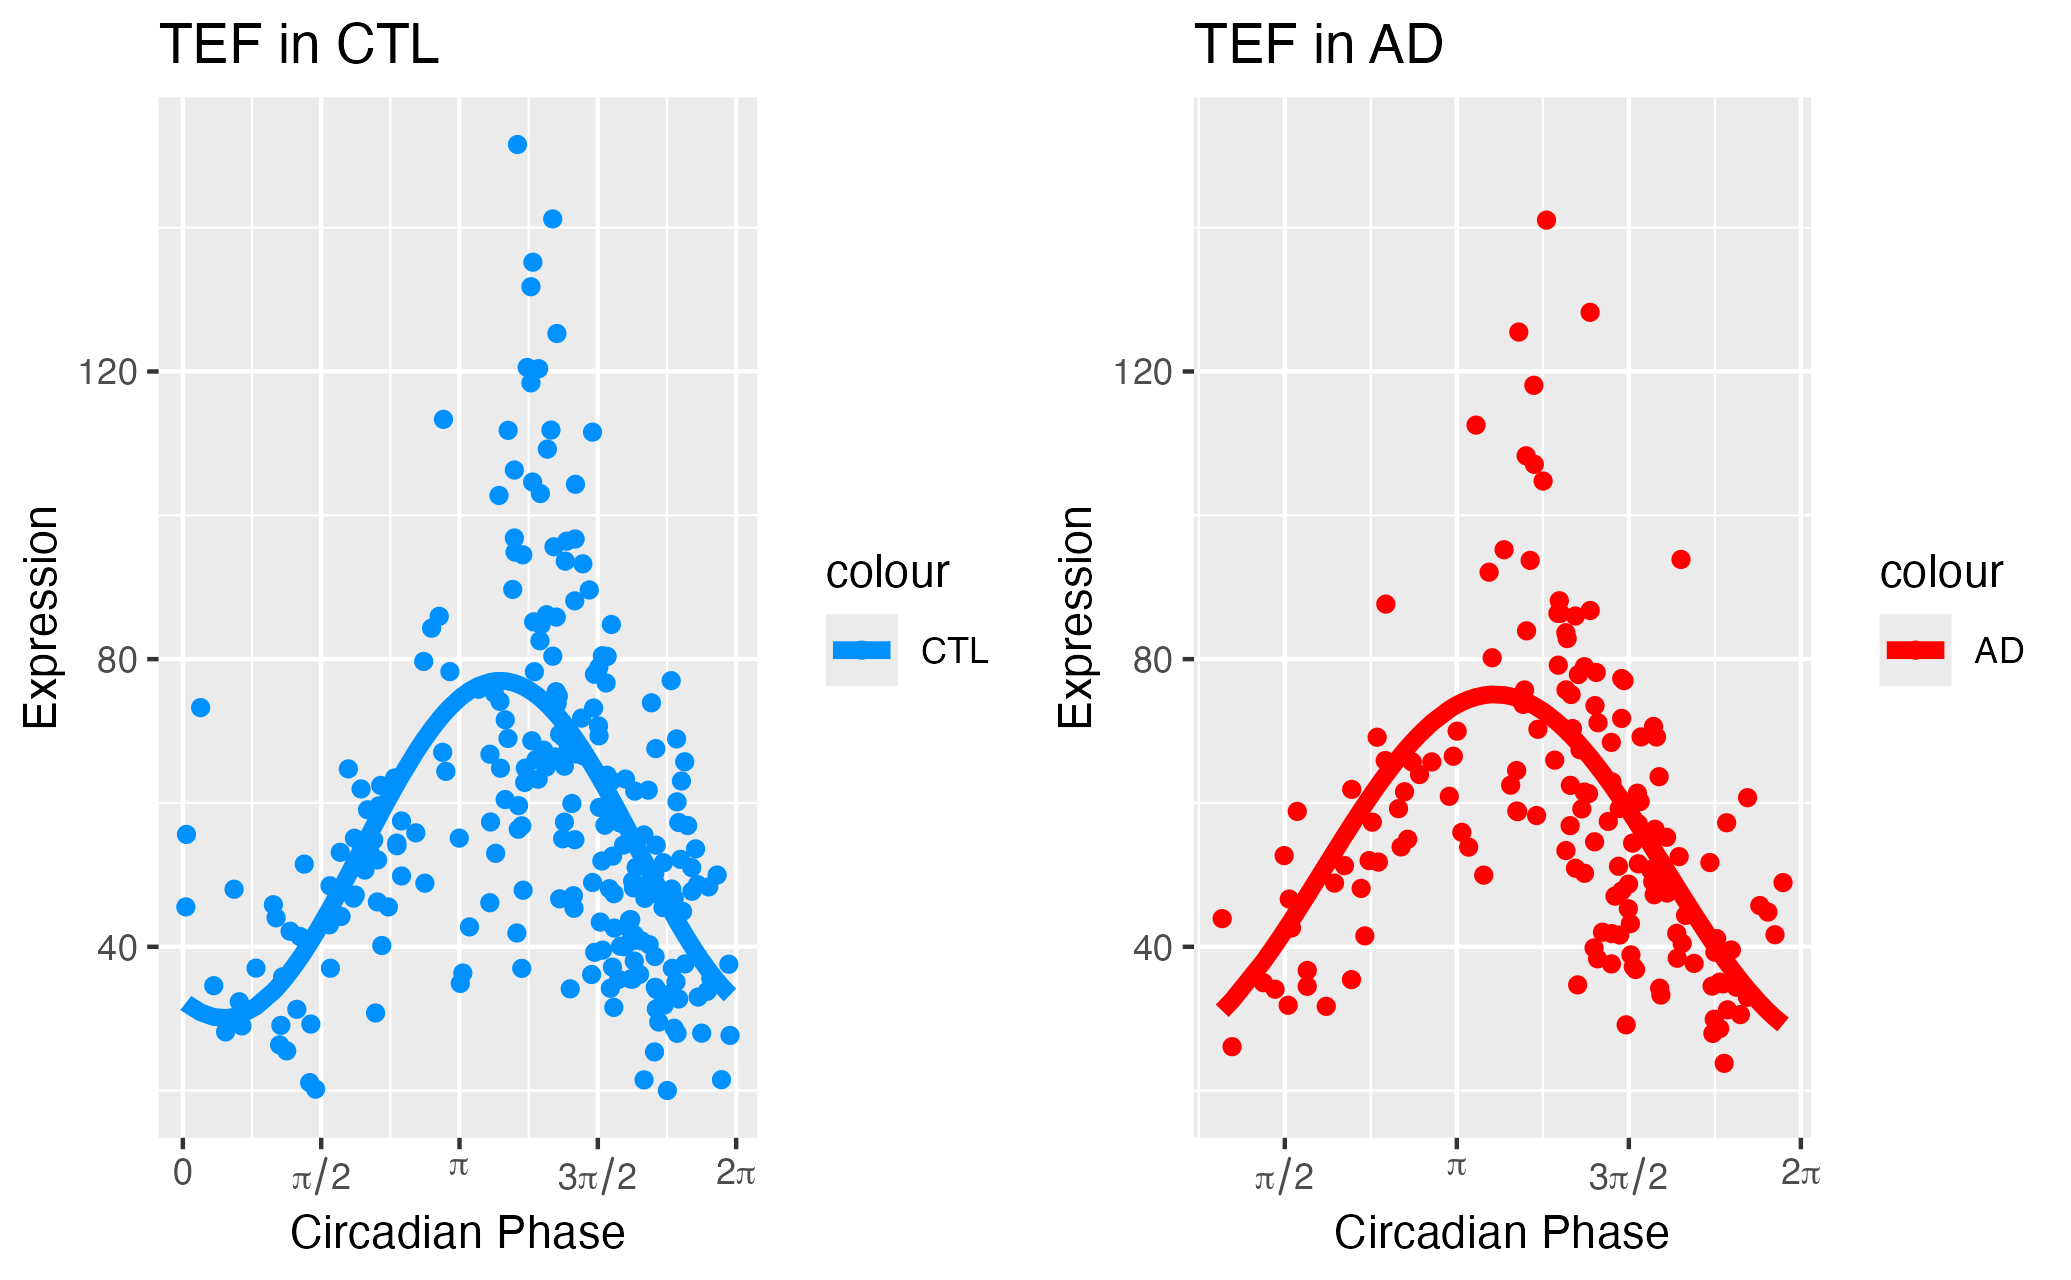 TEF in CTL
120
80
40
Expression
0
π/2
π
3π/2
2π
Circadian Phase
colour
CTL
TEF in AD
120
80
40
Expression
π/2
π
3π/2
2π
Circadian Phase
colour
AD